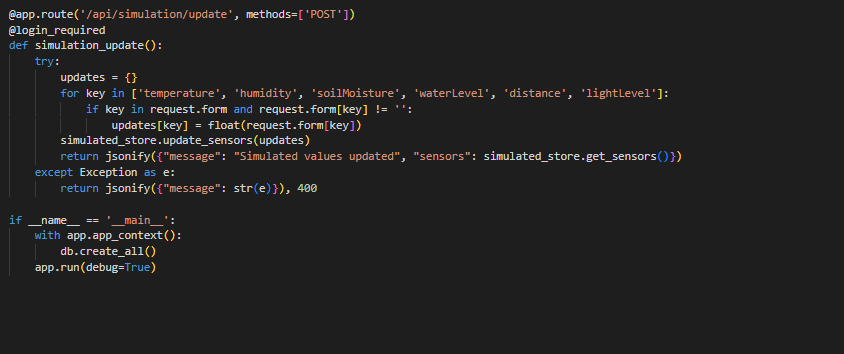 @app.route('/api/simulation/update', methods=['POST'])
@login_required
def simulation_update():
    try:
        updates = {}
        for key in ['temperature', 'humidity', 'soilMoisture', 'waterLevel', 'distance', 'lightLevel']:
            if key in request.form and request.form[key] != '':
                updates[key] = float(request.form[key])
        simulated_store.update_sensors(updates)
        return jsonify({"message": "Simulated values updated", "sensors": simulated_store.get_sensors()})
    except Exception as e:
        return jsonify({"message": str(e)}), 400

if __name__ == '__main__':
    with app.app_context():
        db.create_all()
    app.run(debug=True)